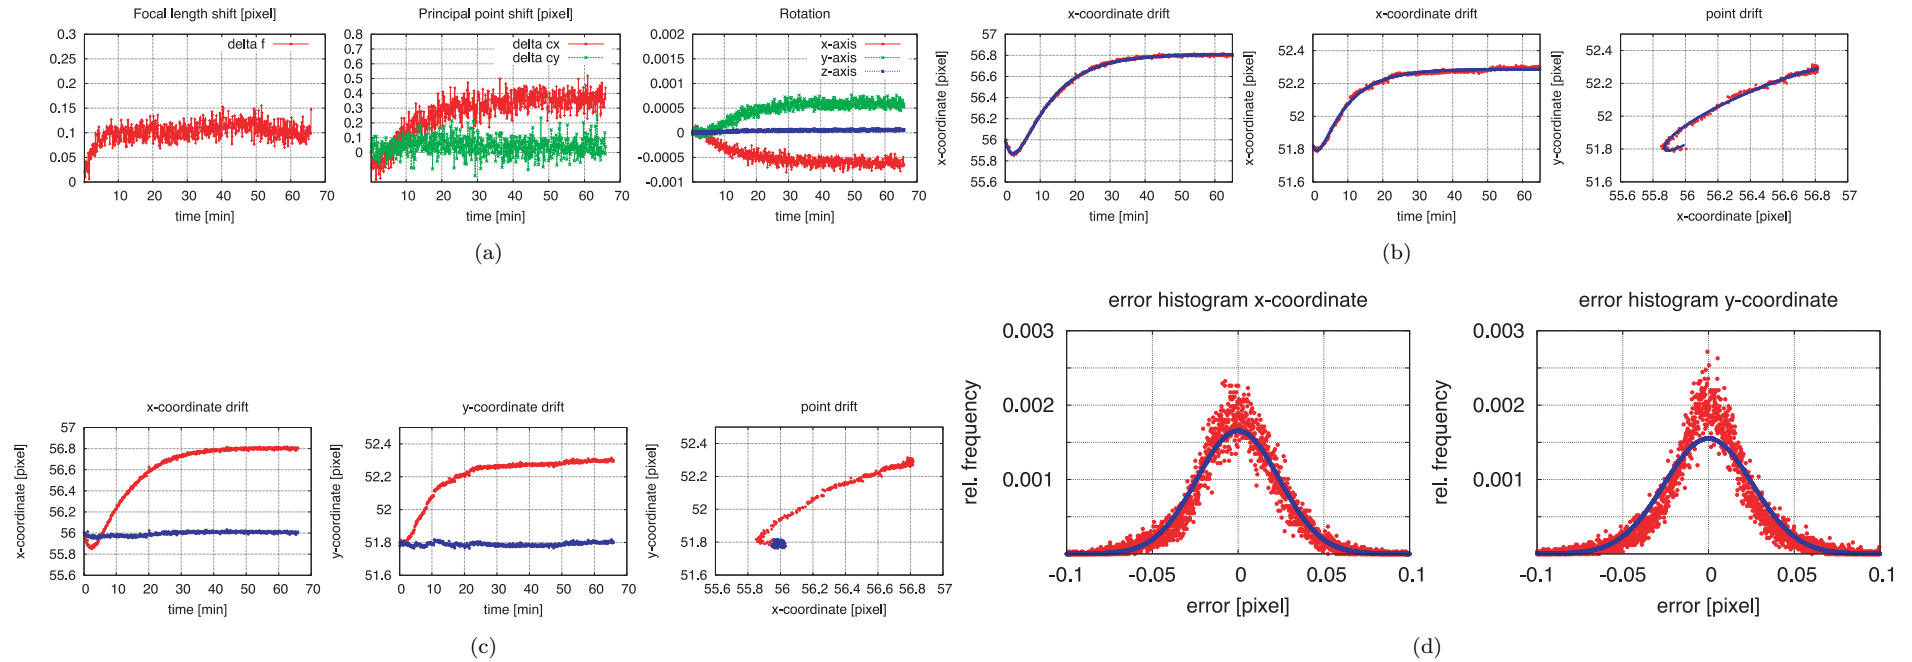 Focal length shift [pixel]
0.3
0.25
0.2
0.15
0.1
0.05
0
delta f
0 10 20 30 40 50 60 70
time [min]
Principal point shift [pixel]
0.8
0.7
0.6
0.5
0.4
0.3
0.2
0.1
0
delta cx
delta cy
0 10 20 30 40 50 60 70
time [min]
Rotation
0.002
0.0015
0.001
0.0005
0
-0.0005
-0.001
x-axis
y-axis
z-axis
0 10 20 30 40 50 60 70
time [min]
(a)
x-coordinate drift
x-coordinate [pixel]
57
56.8
56.4
56
55.8
55.6
0 10 20 30 40 50 60
time [min]
x-coordinate drift
x-coordinate [pixel]
52.4
52.2
52
51.8
51.6
0 10 20 30 40 50 60
time [min]
point drift
y-coordinate [pixel]
52.4
52.2
52
51.8
51.6
55.6 55.8 56 56.2 56.4 56.6 56.8 57
x-coordinate [pixel]
(b)
x-coordinate drift
x-coordinate [pixel]
57
56.8
56.4
56.4
56
55.8
55.6
0 10 20 30 40 50 60 70
time [min]
y-coordinate drift
y-coordinate [pixel]
52.4
52.2
52
51.8
51.6
0 10 20 30 40 50 60 70
time [min]
point drift
y-coordinate [pixel]
52.4
52.2
52
51.8
51.6
55.6 55.8 56 56.2 56.4 56.6 56.8 57
x-coordinate [pixel]
(c)
error histogram x-coordinate
rel. frequency
0.003
0.002
0.001
-0.1 -0.05 0 0.05 0.1
error [pixel]
error histogram y-coordinate
rel. frequency
0.003
0.002
0.001
-0.1 -0.05 0 0.05 0.1
error [pixel]
(d)